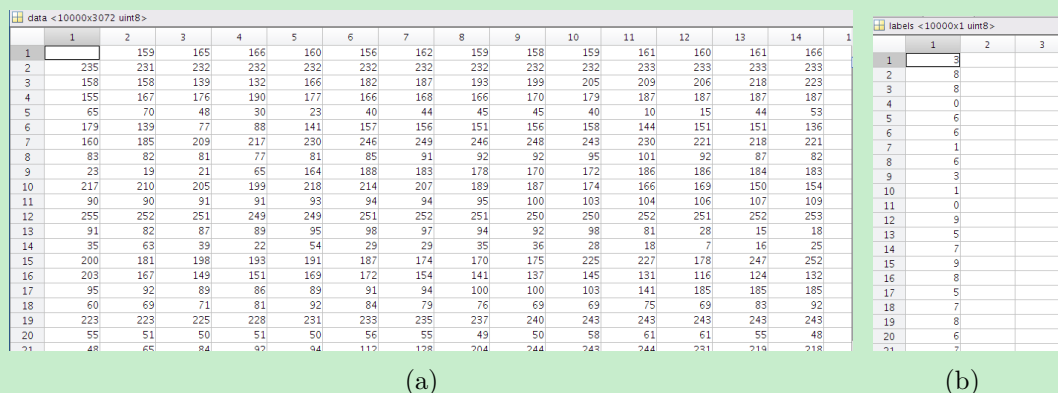 data <10000x3072 uint8>
1 2 3 4 5 6 7 8 9 10 11 12 13 14 1
1 159 165 166 160 156 162 159 158 159 161 160 161 166
2 235 231 232 232 232 232 232 232 232 232 233 233 233 233
3 158 158 139 132 166 182 187 193 199 205 209 206 218 223
4 155 167 176 190 177 166 168 166 170 179 187 187 187 187
5 65 70 48 30 23 40 44 45 45 40 10 15 44 53
6 179 139 77 88 141 157 156 151 156 158 144 151 151 136
7 160 185 209 217 230 246 249 246 248 243 230 221 218 221
8 83 82 81 77 81 85 91 92 92 95 101 92 87 82
9 23 19 21 65 164 188 183 178 170 172 186 186 184 183
10 217 210 205 199 218 214 207 189 187 174 166 169 150 154
11 90 90 91 91 93 94 94 95 100 103 104 106 107 109
12 255 252 251 249 249 251 252 251 250 250 252 251 252 253
13 91 82 87 89 95 98 97 94 92 98 81 28 15 18
14 35 63 39 22 54 29 29 35 36 28 18 7 16 25
15 200 181 198 193 191 187 174 170 175 225 227 178 247 252
16 203 167 149 151 169 172 154 141 137 145 131 116 124 132
17 95 92 89 86 89 91 94 100 100 103 141 185 185 185
18 60 69 71 81 92 84 79 76 69 69 75 69 83 92
19 223 223 225 228 231 233 235 237 240 243 243 243 243 243
20 55 51 50 51 50 56 55 49 50 58 61 61 55 48
21 48 65 84 92 94 112 128 204 244 243 244 231 219 218
(a)
labels <10000x1 uint8>
1 2 3
1 3
2 8
3 8
4 0
5 6
6 6
7 1
8 6
9 3
10 1
11 0
12 9
13 5
14 7
15 9
16 8
17 5
18 7
19 8
20 6
21 7
(b)